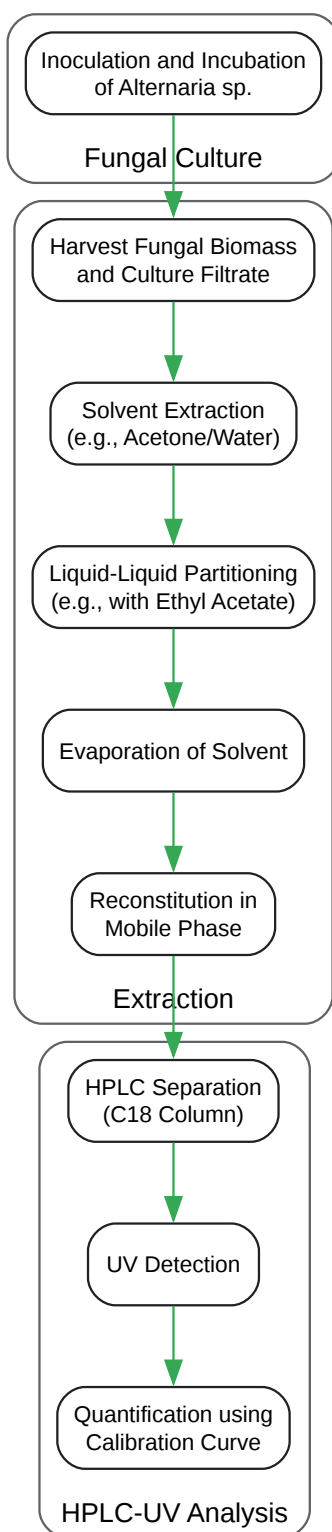 Inoculation and Incubation
of Alternaria sp.
Fungal Culture
Harvest Fungal Biomass
and Culture Filtrate
Solvent Extraction
(e.g., Acetone/Water)
Liquid-Liquid Partitioning
(e.g., with Ethyl Acetate)
Evaporation of Solvent
Reconstitution in
Mobile Phase
Extraction
HPLC Separation
(C18 Column)
UV Detection
Quantification using
Calibration Curve
HPLC-UV Analysis